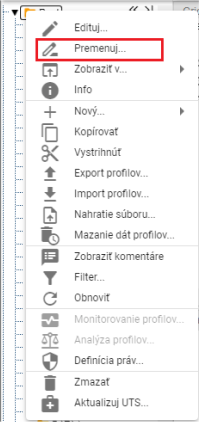 Edituj...
Premenuj...
Zobraziť v...
Info
Nový...
Kopírovať
Vystrihnúť
Export profilov...
Import profilov...
Nahratie súboru...
Mazanie dát profilov...
Zobraziť komentáre
Filter...
Obnoviť
Monitorovanie profilov...
Analýza profilov...
Definícia práv...
Zmazať
Aktualizuj UTS...